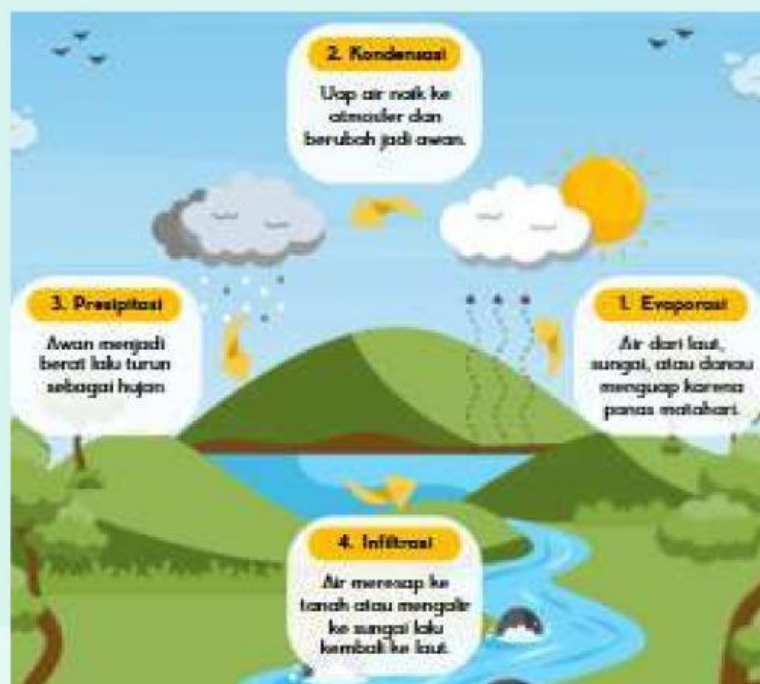 2. Kondensasi
Uap air naik ke
atmosfer dan
berubah jadi awan.
3. Presipitasi
Awan menjadi
berat lalu turun
sebagai hujan
1. Evaporasi
Air dari laut,
sungai, atau danau
menguap karena
panas matahari.
4. Infiltrasi
Air meresap ke
tanah atau mengalir
ke sungai lalu
kembali ke laut.